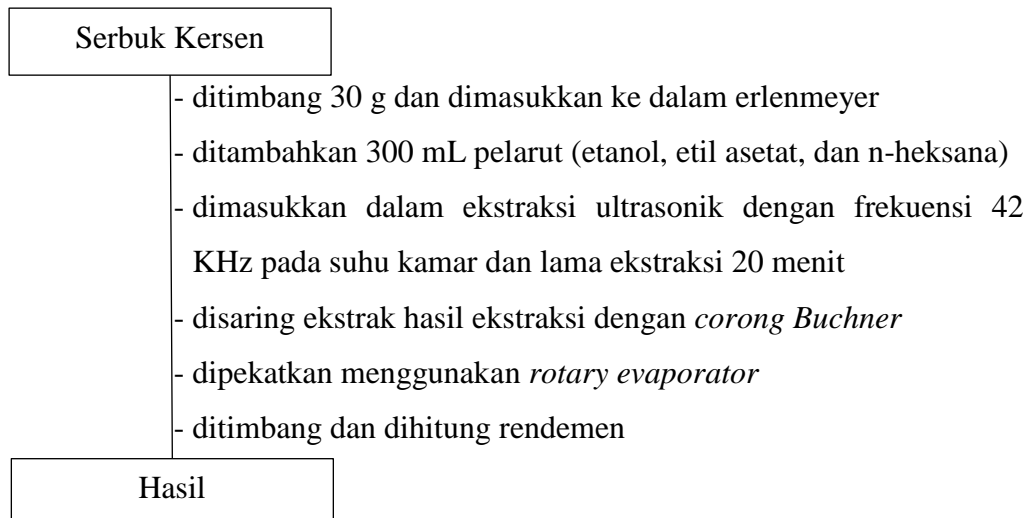 Serbuk Kersen
- ditimbang 30 g dan dimasukkan ke dalam erlenmeyer
- ditambahkan 300 mL pelarut (etanol, etil asetat, dan n-heksana)
- dimasukkan dalam ekstraksi ultrasonik dengan frekuensi 42
KHz pada suhu kamar dan lama ekstraksi 20 menit
- disaring ekstrak hasil ekstraksi dengan corong Buchner
- dipekatkan menggunakan rotary evaporator
- ditimbang dan dihitung rendemen
Hasil